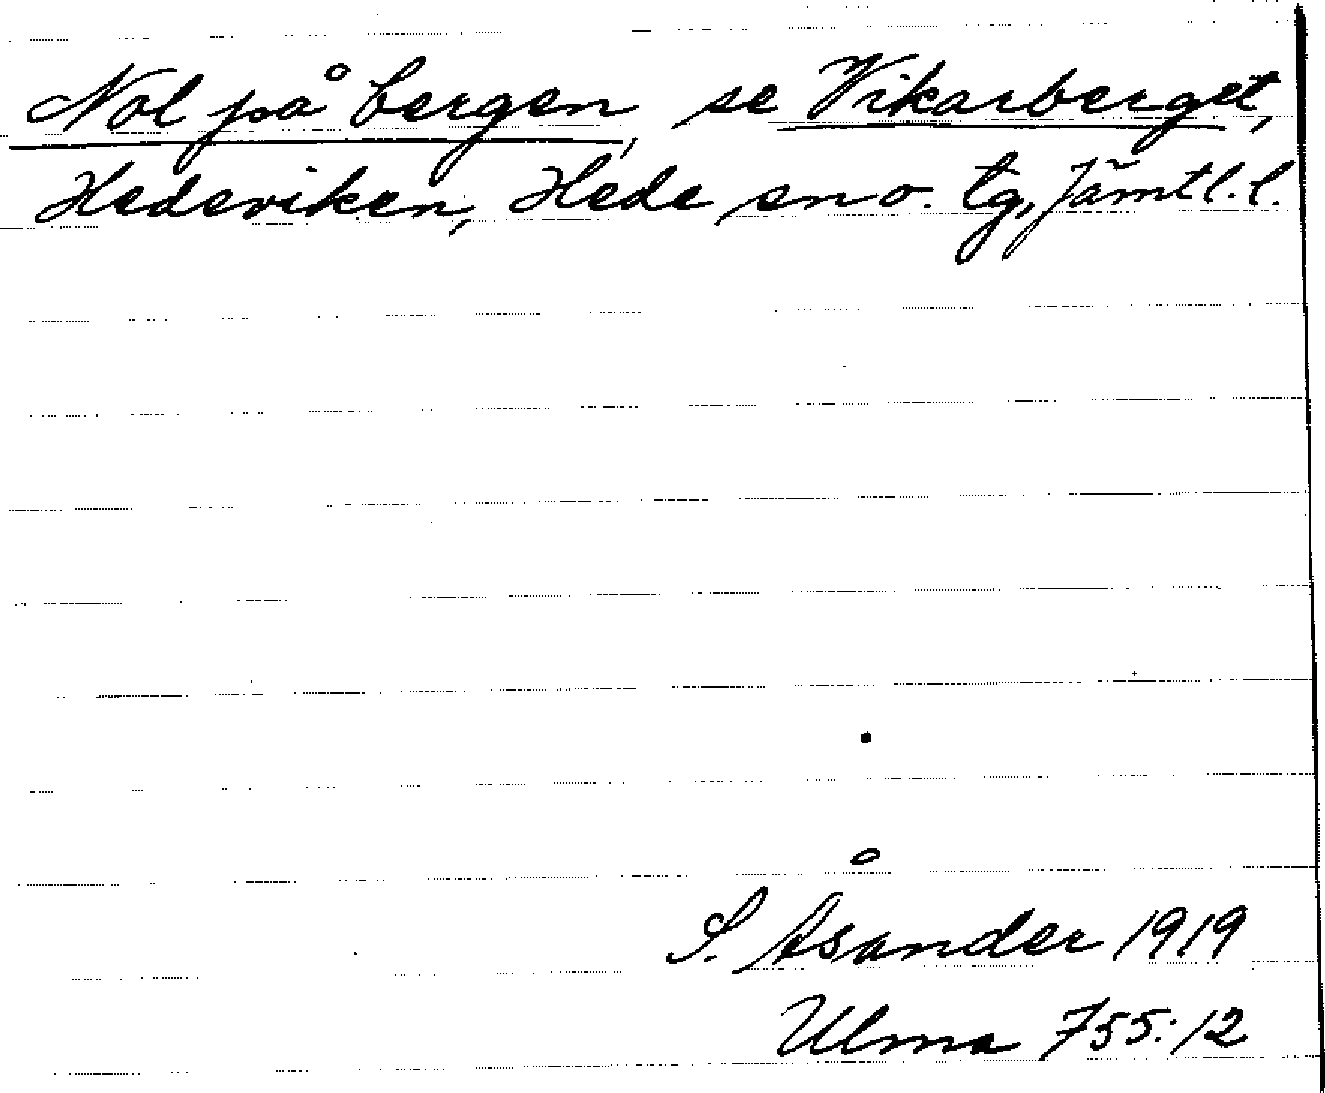 Nol på bergen, se Vikarberget,
Hedeviken, Hede sn o. tg, Jämtl. l.
S. Åsander 1919
Ulma 755:12